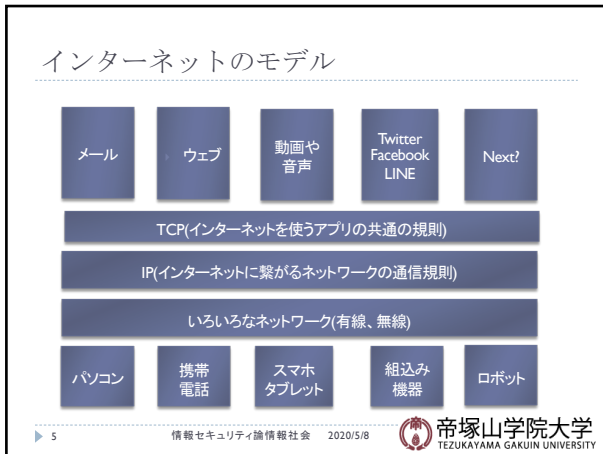 インターネットのモデル
メール
ウェブ
動画や
音声
Twitter
Facebook
LINE
Next?
TCP(インターネットを使うアプリの共通の規則)
IP(インターネットに繋がるネットワークの通信規則)
いろいろなネットワーク(有線、無線)
パソコン
携帯
電話
スマホ
タブレット
組込み
機器
ロボット
5 情報セキュリティ論情報社会 2020/5/8
帝塚山学院大学
TEZUKAYAMA GAKUIN UNIVERSITY